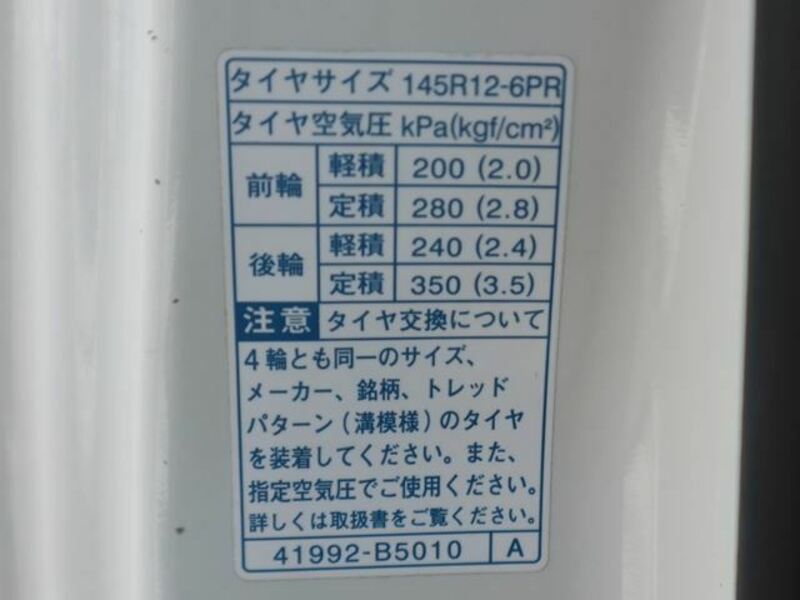 タイヤサイズ 145R12-6PR
タイヤ空気圧 kPa(kgf/cm²)
前輪 軽積 200 (2.0)
定積 280 (2.8)
後輪 軽積 240 (2.4)
定積 350 (3.5)
注意 タイヤ交換について
4輪とも同一のサイズ、
メーカー、銘柄、トレッド
パターン(溝模様)のタイヤ
を装着してください。また、
指定空気圧でご使用ください。
詳しくは取扱書をご覧ください。
41992-B5010 A